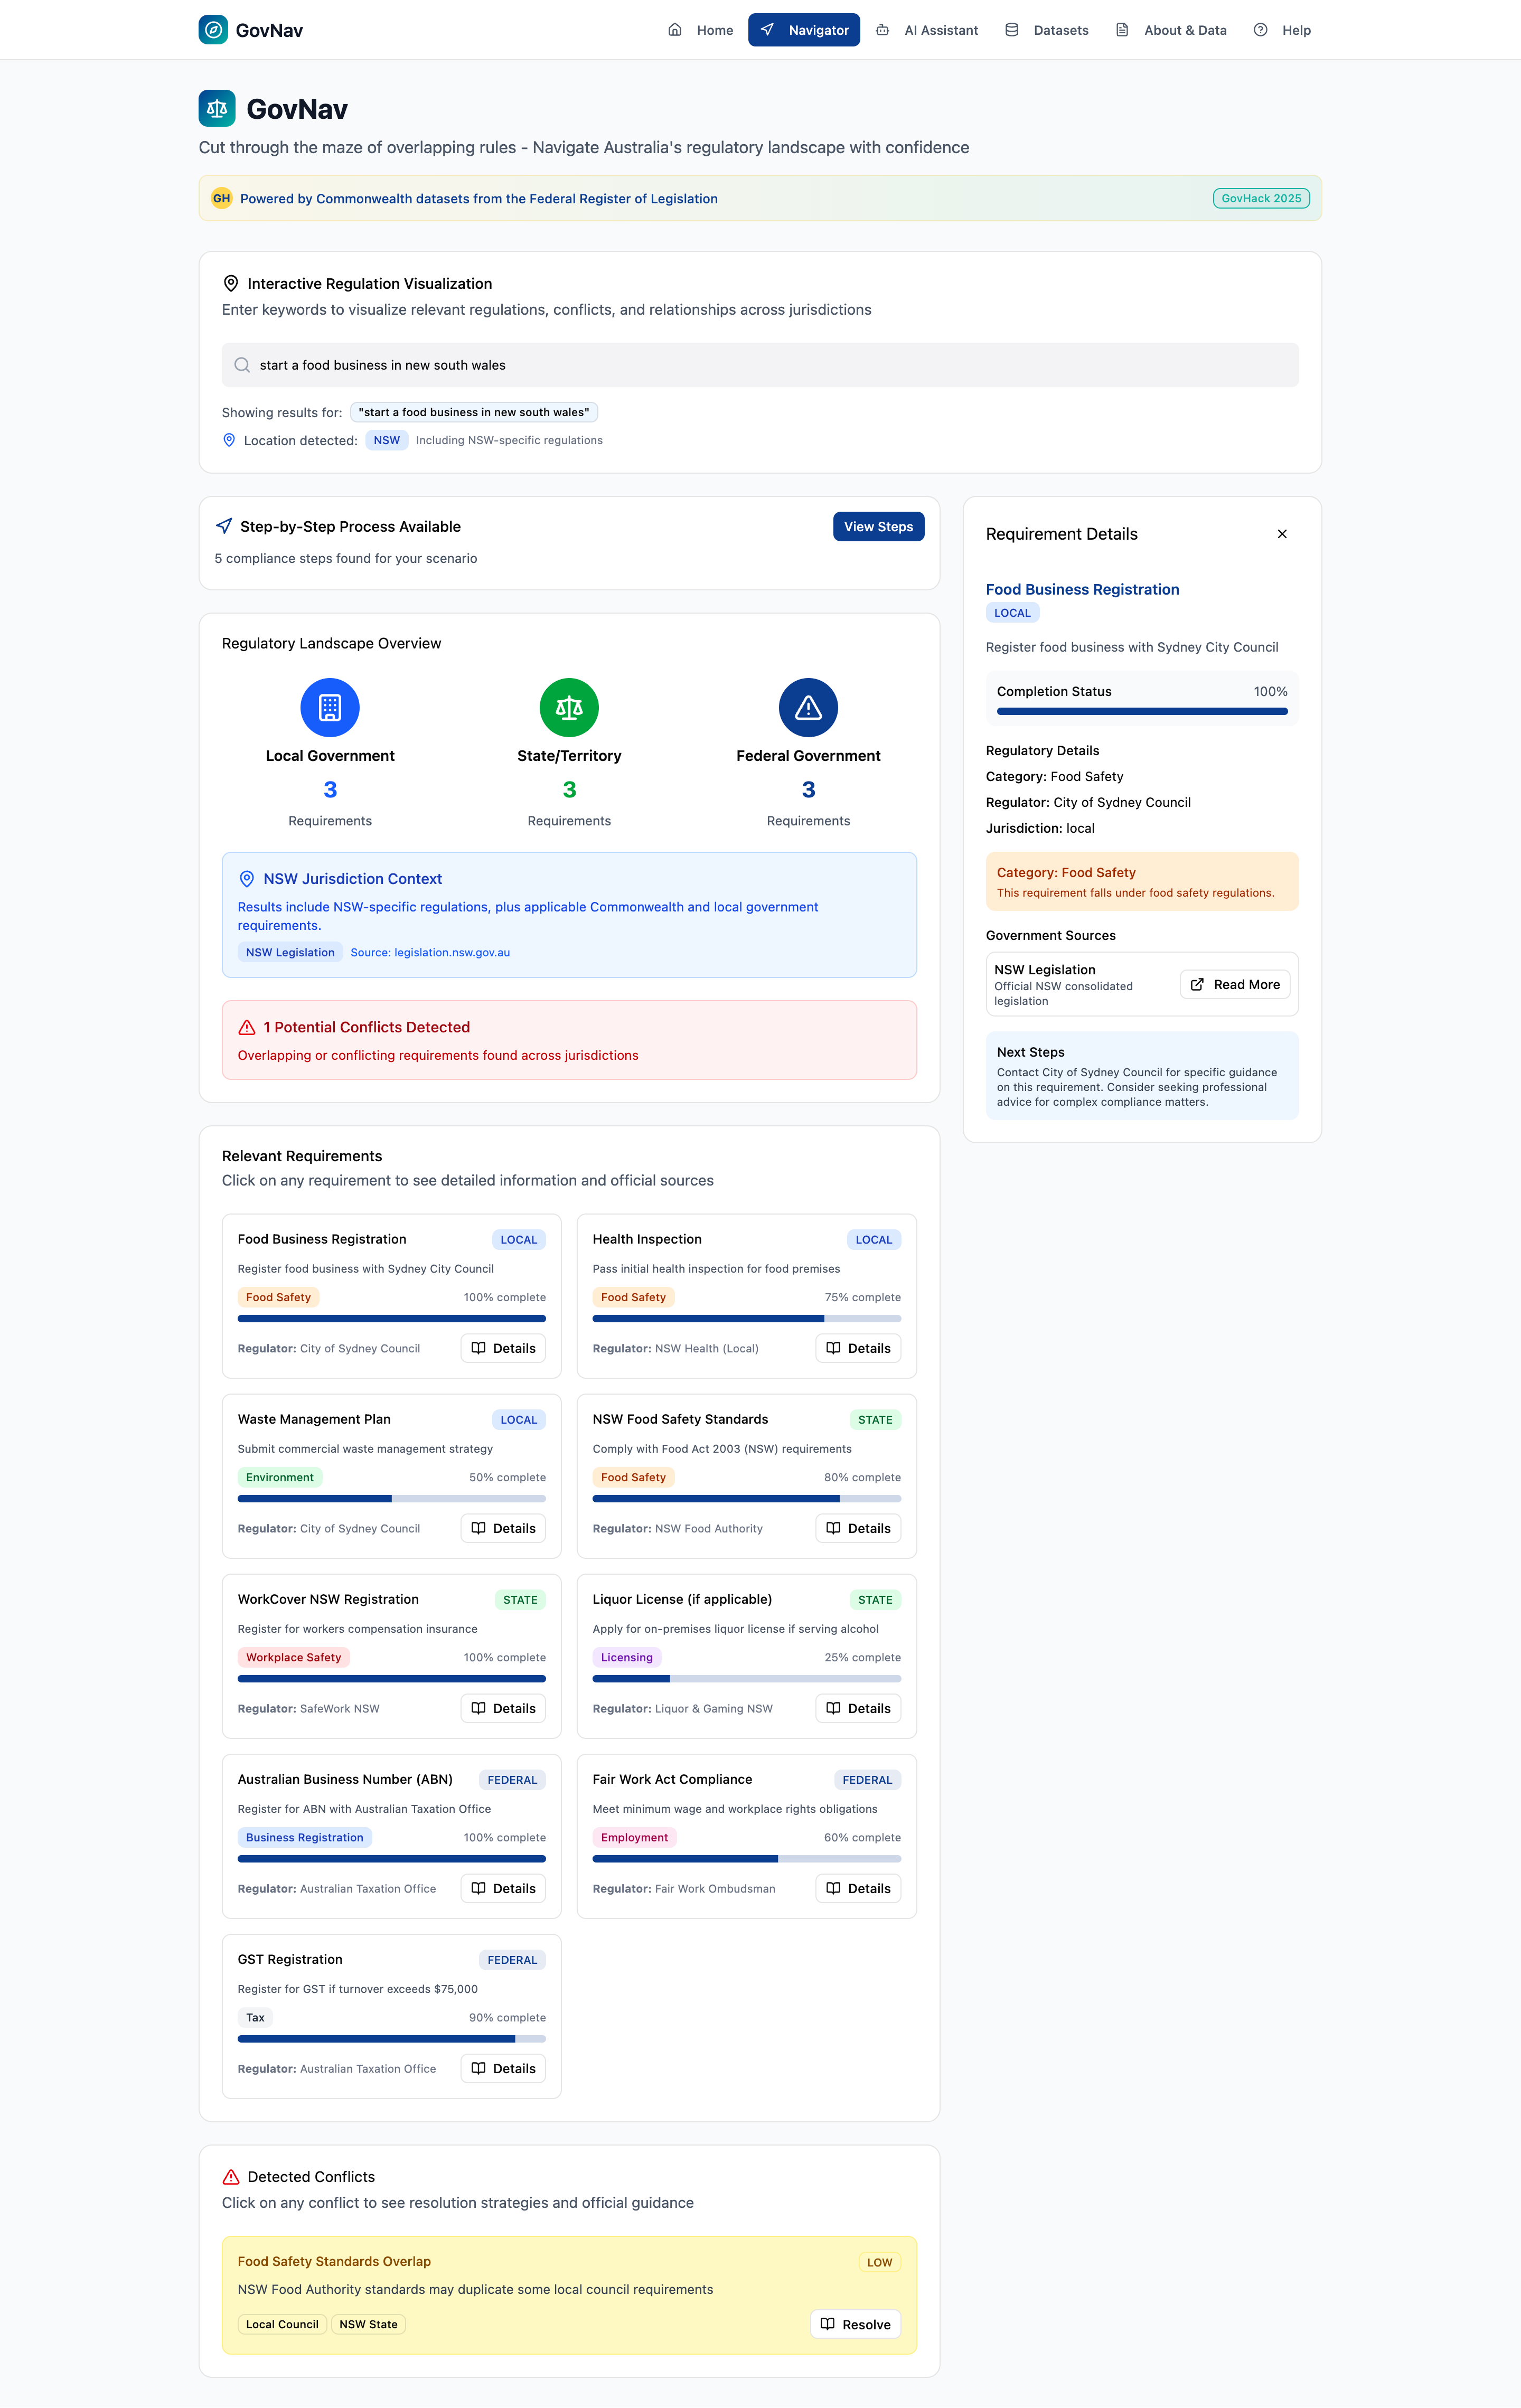 GovNav
Home
Navigator
AI Assistant
Datasets
About & Data
Help
GovNav
Cut through the maze of overlapping rules - Navigate Australia's regulatory landscape with confidence
GH
Powered by Commonwealth datasets from the Federal Register of Legislation
GovHack 2025
Interactive Regulation Visualization
Enter keywords to visualize relevant regulations, conflicts, and relationships across jurisdictions
start a food business in new south wales
Showing results for: "start a food business in new south wales"
Location detected: NSW Including NSW-specific regulations
Step-by-Step Process Available
View Steps
5 compliance steps found for your scenario
Regulatory Landscape Overview
Local Government
3
Requirements
State/Territory
3
Requirements
Federal Government
3
Requirements
NSW Jurisdiction Context
Results include NSW-specific regulations, plus applicable Commonwealth and local government
requirements.
NSW Legislation Source: legislation.nsw.gov.au
1 Potential Conflicts Detected
Overlapping or conflicting requirements found across jurisdictions
Requirement Details
Food Business Registration
LOCAL
Register food business with Sydney City Council
Completion Status 100%
Regulatory Details
Category: Food Safety
Regulator: City of Sydney Council
Jurisdiction: local
Category: Food Safety
This requirement falls under food safety regulations.
Government Sources
NSW Legislation
Official NSW consolidated
legislation
Read More
Next Steps
Contact City of Sydney Council for specific guidance
on this requirement. Consider seeking professional
advice for complex compliance matters.
Relevant Requirements
Click on any requirement to see detailed information and official sources
Food Business Registration LOCAL
Register food business with Sydney City Council
Food Safety 100% complete
Regulator: City of Sydney Council Details
Health Inspection LOCAL
Pass initial health inspection for food premises
Food Safety 75% complete
Regulator: NSW Health (Local) Details
Waste Management Plan LOCAL
Submit commercial waste management strategy
Environment 50% complete
Regulator: City of Sydney Council Details
NSW Food Safety Standards STATE
Comply with Food Act 2003 (NSW) requirements
Food Safety 80% complete
Regulator: NSW Food Authority Details
WorkCover NSW Registration STATE
Register for workers compensation insurance
Workplace Safety 100% complete
Regulator: SafeWork NSW Details
Liquor License (if applicable) STATE
Apply for on-premises liquor license if serving alcohol
Licensing 25% complete
Regulator: Liquor & Gaming NSW Details
Australian Business Number (ABN) FEDERAL
Register for ABN with Australian Taxation Office
Business Registration 100% complete
Regulator: Australian Taxation Office Details
Fair Work Act Compliance FEDERAL
Meet minimum wage and workplace rights obligations
Employment 60% complete
Regulator: Fair Work Ombudsman Details
GST Registration FEDERAL
Register for GST if turnover exceeds $75,000
Tax 90% complete
Regulator: Australian Taxation Office Details
Detected Conflicts
Click on any conflict to see resolution strategies and official guidance
Food Safety Standards Overlap LOW
NSW Food Authority standards may duplicate some local council requirements
Local Council NSW State Resolve